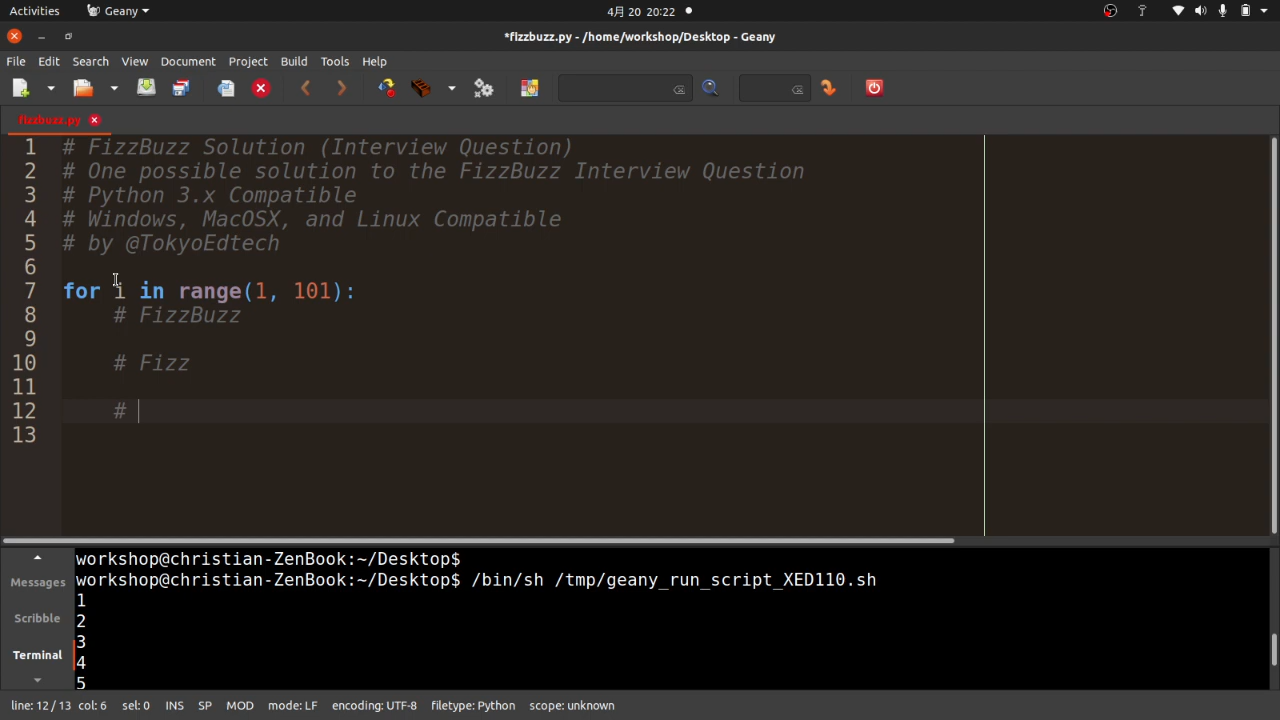 Activities Geany 4月 20 20:22
*fIzzbuzz.py - /home/workshop/Desktop - Geany
File Edit Search View Document Project Build Tools Help
fIzzbuzz.py
1 # FizzBuzz Solution (Interview Question)
2 # One possible solution to the FizzBuzz Interview Question
3 # Python 3.x Compatible
4 # Windows, MacOSX, and Linux Compatible
5 # by @TokyoEdtech
6
7 for i in range(1, 101):
8 # FizzBuzz
9
10 # Fizz
11
12 #
13
workshop@christian-ZenBook:~/Desktop$
Messages
workshop@christian-ZenBook:~/Desktop$ /bin/sh /tmp/geany_run_script_XED110.sh
1
Scribble
2
3
Terminal
4
5
line: 12 / 13 col: 6 sel: 0 INS SP MOD mode: LF encoding: UTF-8 filetype: Python scope: unknown